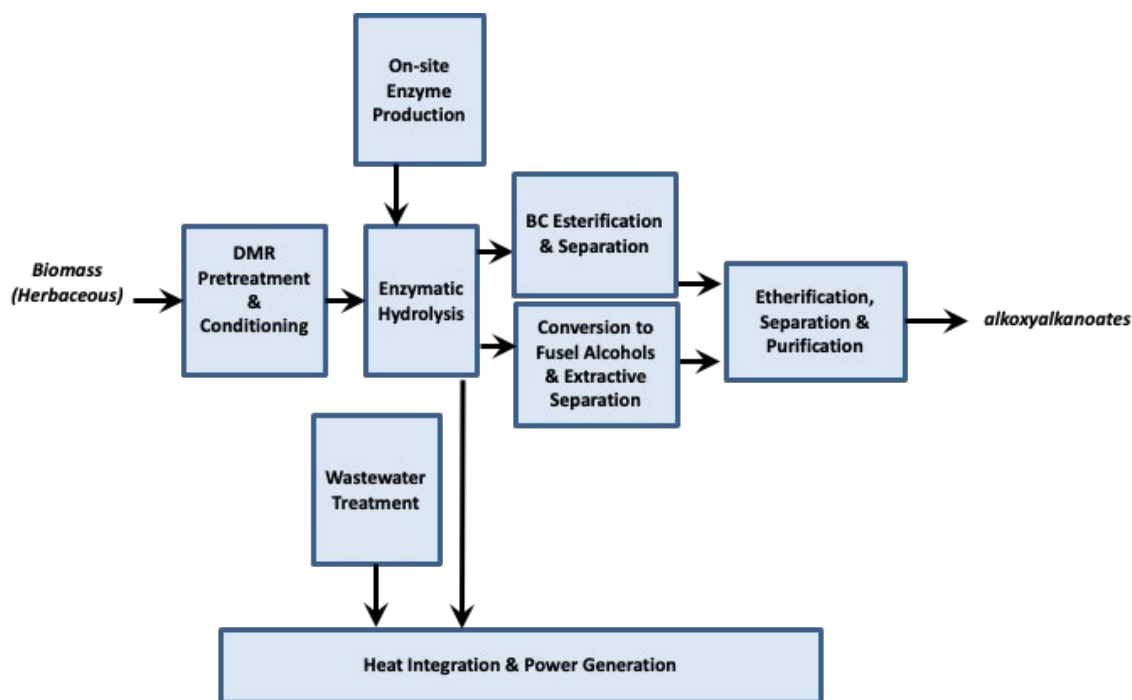 On-site
Enzyme
Production
BC Esterification
& Separation
Biomass
(Herbaceous)
DMR
Pretreatment
&
Conditioning
Enzymatic
Hydrolysis
Conversion to
Fusel Alcohols
& Extractive
Separation
Etherification,
Separation &
Purification
alkoxyalkanoates
Wastewater
Treatment
Heat Integration & Power Generation